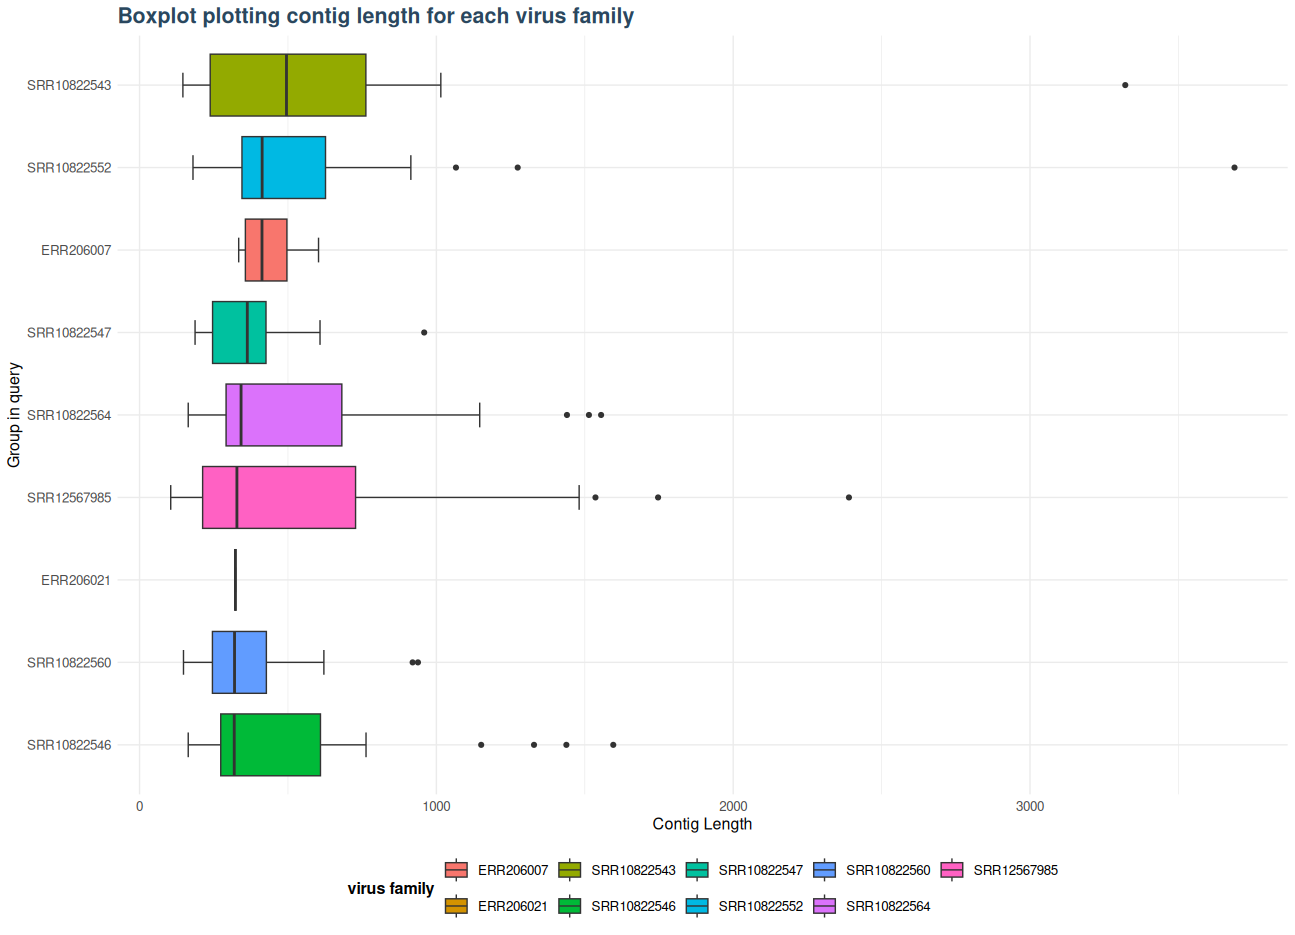 Boxplot plotting contig length for each virus family
Group in query
SRR10822543
SRR10822552
ERR206007
SRR10822547
SRR10822564
SRR12567985
ERR206021
SRR10822560
SRR10822546
0 1000 2000 3000
Contig Length
virus family
ERR206007 SRR10822543 SRR10822547 SRR10822560 SRR12567985
ERR206021 SRR10822546 SRR10822552 SRR10822564